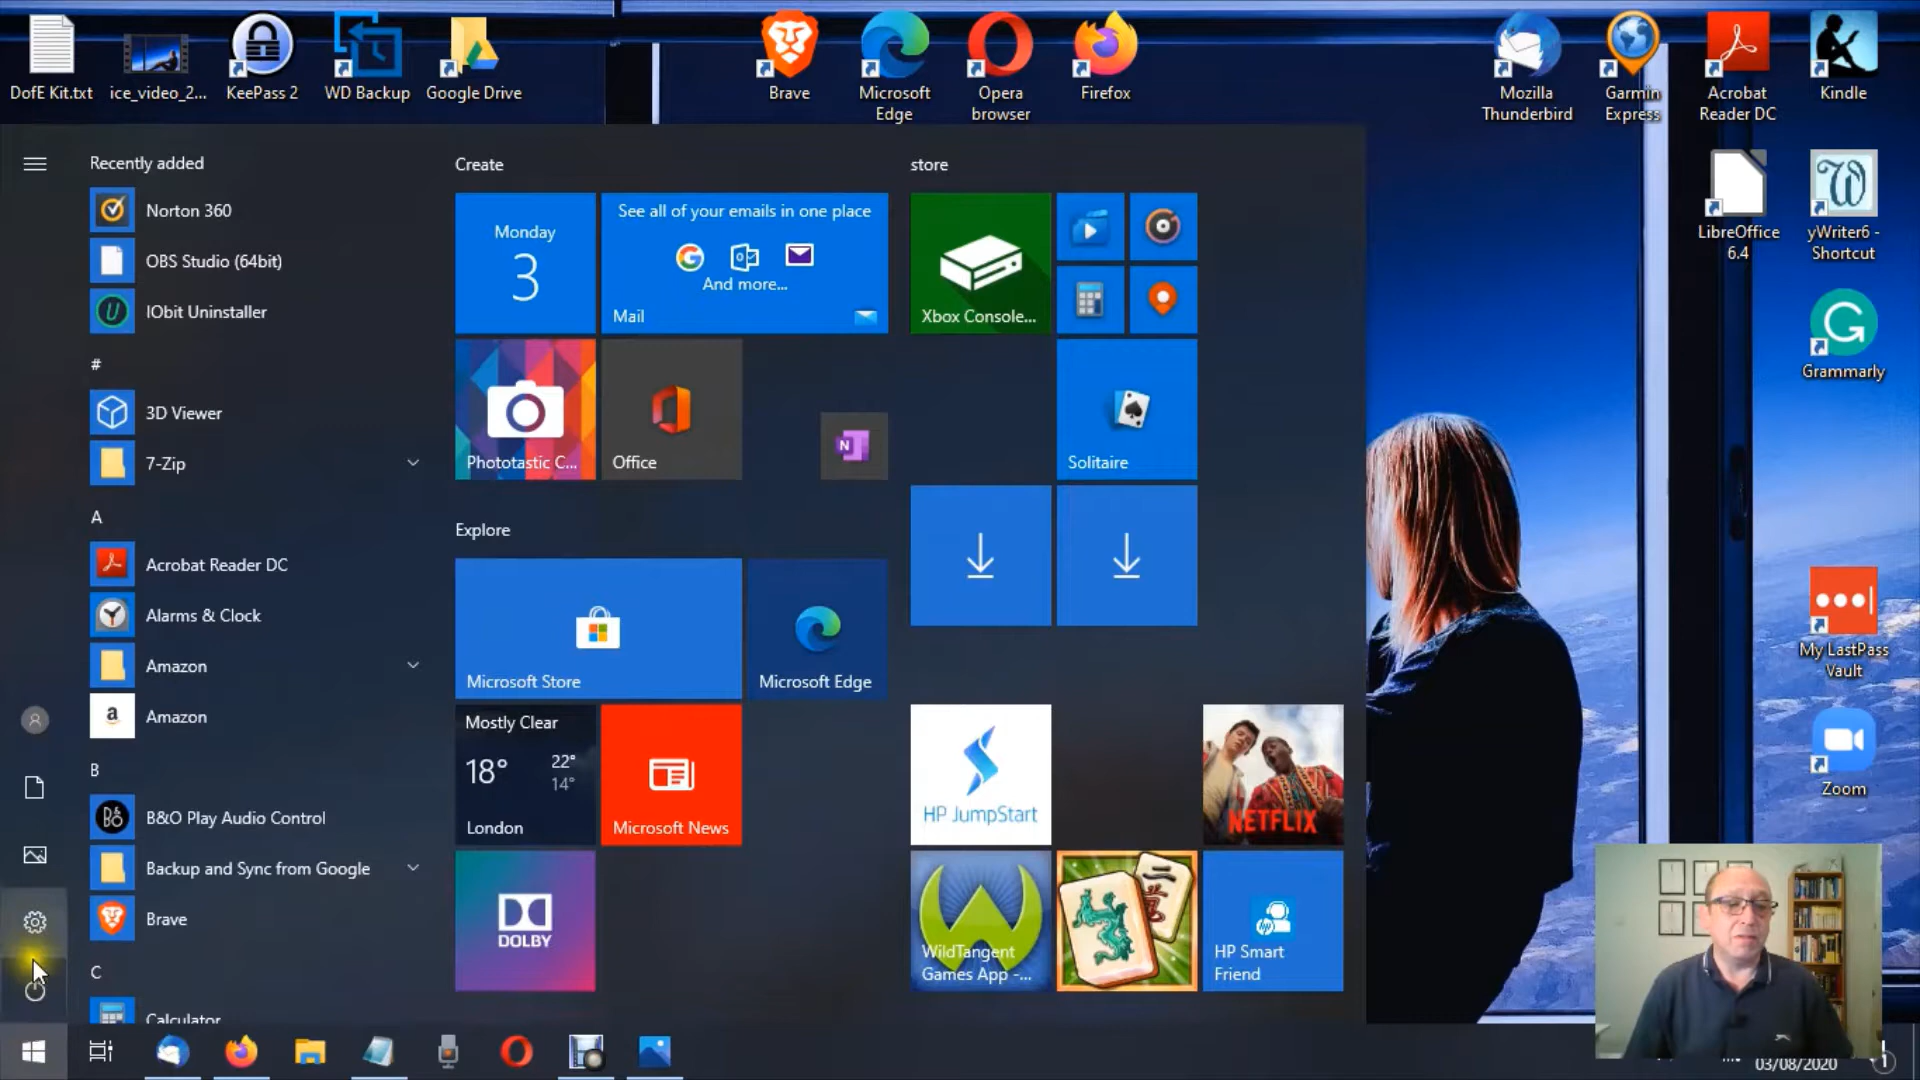 DofE Kit.txt
ice_video_2...
KeePass 2
WD Backup
Google Drive
Brave
Microsoft
Edge
Opera
browser
Firefox
Mozilla
Thunderbird
Garmin
Express
Acrobat
Reader DC
Kindle
LibreOffice
6.4
yWriter6 -
Shortcut
Grammarly
My LastPass
Vault
Zoom
Recently added
Norton 360
OBS Studio (64bit)
IObit Uninstaller
#
3D Viewer
7-Zip
A
Acrobat Reader DC
Alarms & Clock
Amazon
a
Amazon
B
B&O Play Audio Control
Backup and Sync from Google
Brave
C
Calculator
Create
Monday
3
See all of your emails in one place
And more...
Mail
Phototastic C...
Office
N
Explore
Microsoft Store
Microsoft Edge
Mostly Clear
18°
22°
14°
London
Microsoft News
DOLBY
store
Xbox Console...
Solitaire
HP JumpStart
NETFLIX
WildTangent
Games App -...
二
萬
hp
HP Smart
Friend
03/08/2020
1